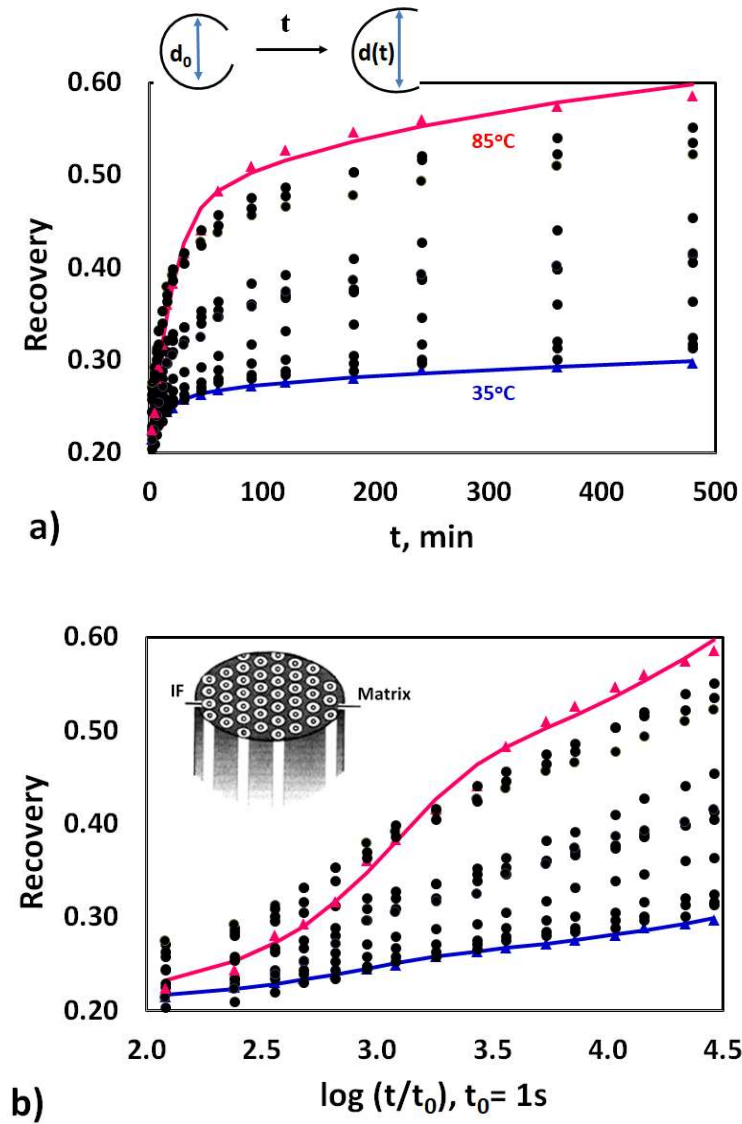 t
d₀
d(t)
0.60
0.50
0.40
0.30
0.20
Recovery
85°C
35°C
0
100
200
300
400
500
t, min
a)
0.60
0.50
0.40
0.30
0.20
Recovery
IF
Matrix
2.0
2.5
3.0
3.5
4.0
4.5
log (t/t₀), t₀= 1s
b)